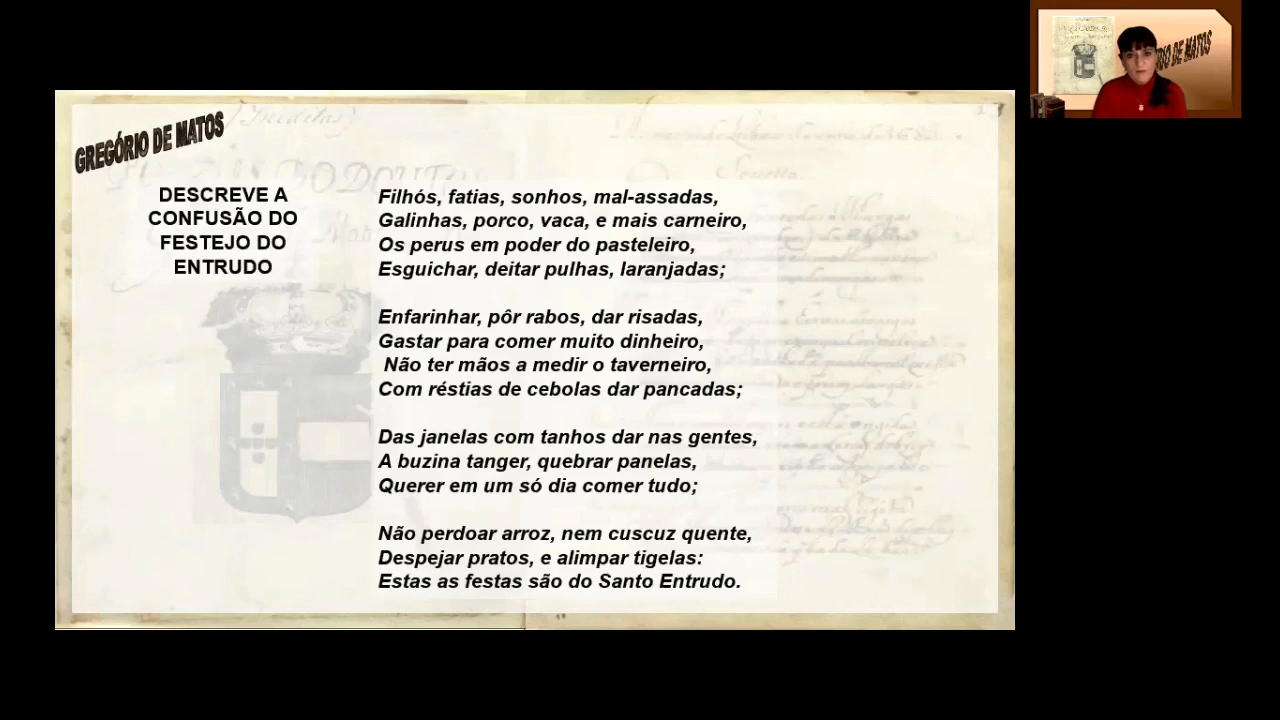 GREGÓRIO DE MATOS
DESCREVE A
CONFUSÃO DO
FESTEJO DO
ENTRUDO
Filhós, fatias, sonhos, mal-assadas,
Galinhas, porco, vaca, e mais carneiro,
Os perus em poder do pasteleiro,
Esguichar, deitar pulhas, laranjadas;
Enfarinhar, pôr rabos, dar risadas,
Gastar para comer muito dinheiro,
Não ter mãos a medir o taverneiro,
Com réstias de cebolas dar pancadas;
Das janelas com tanhos dar nas gentes,
A buzina tanger, quebrar panelas,
Querer em um só dia comer tudo;
Não perdoar arroz, nem cuscuz quente,
Despejar pratos, e alimpar tigelas:
Estas as festas são do Santo Entrudo.
DE MATOS